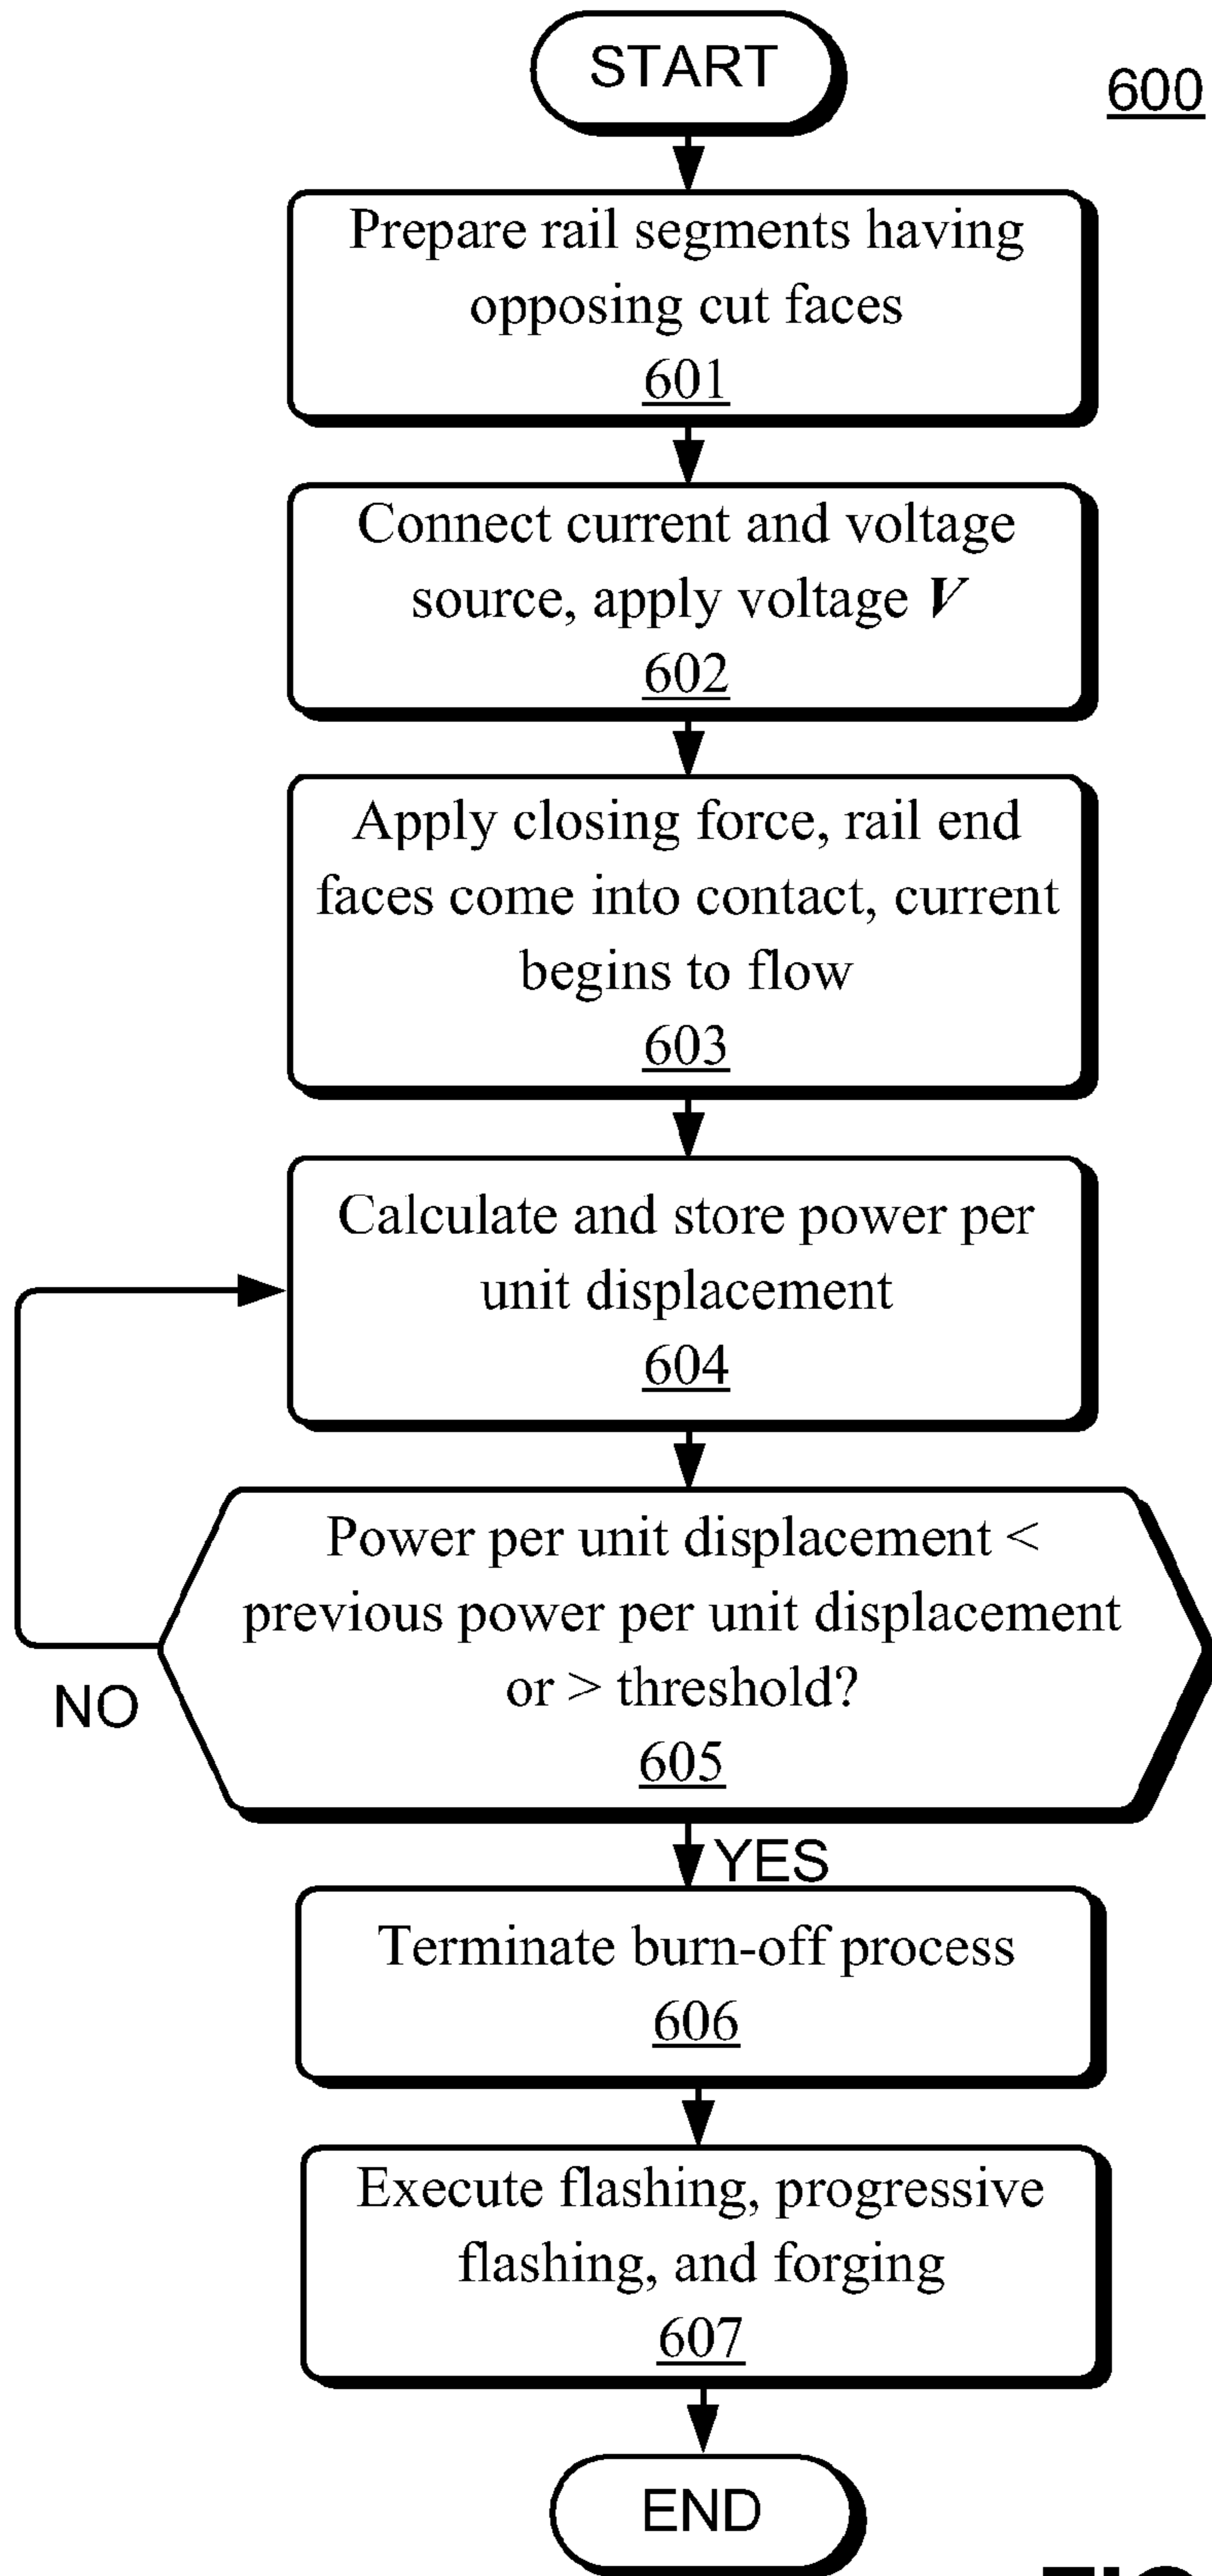 START
600
Prepare rail segments having
opposing cut faces
601
Connect current and voltage
source, apply voltage V
602
Apply closing force, rail end
faces come into contact, current
begins to flow
603
Calculate and store power per
unit displacement
604
Power per unit displacement <
previous power per unit displacement
or > threshold?
605
NO
YES
Terminate burn-off process
606
Execute flashing, progressive
flashing, and forging
607
END